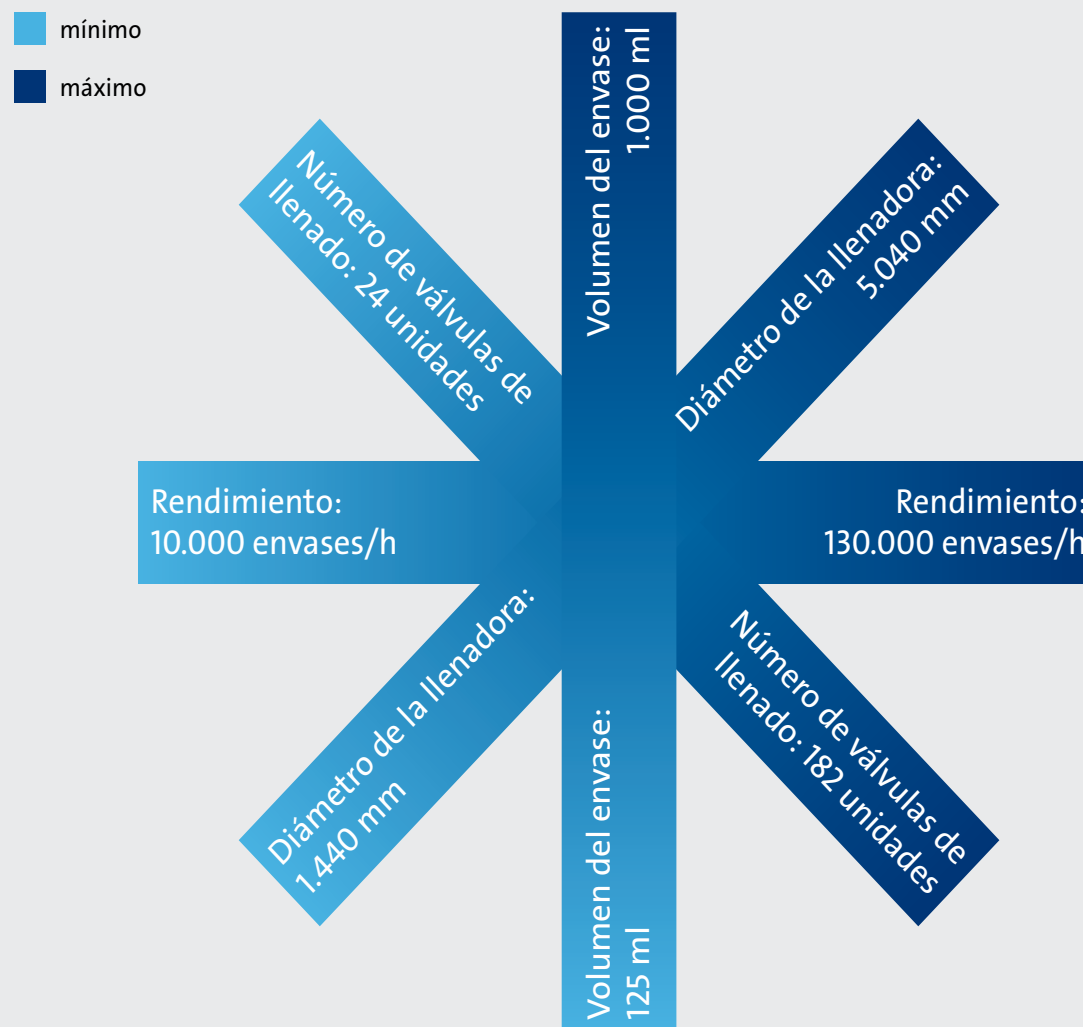 mínimo
máximo
Volumen del envase:
1.000 ml
Número de válvulas de
llenado: 24 unidades
Diámetro de la llenadora:
5.040 mm
Rendimiento:
10.000 envases/h
Rendimiento:
130.000 envases/h
Diámetro de la llenadora:
1.440 mm
Número de válvulas de
llenado: 182 unidades
Volumen del envase:
125 ml